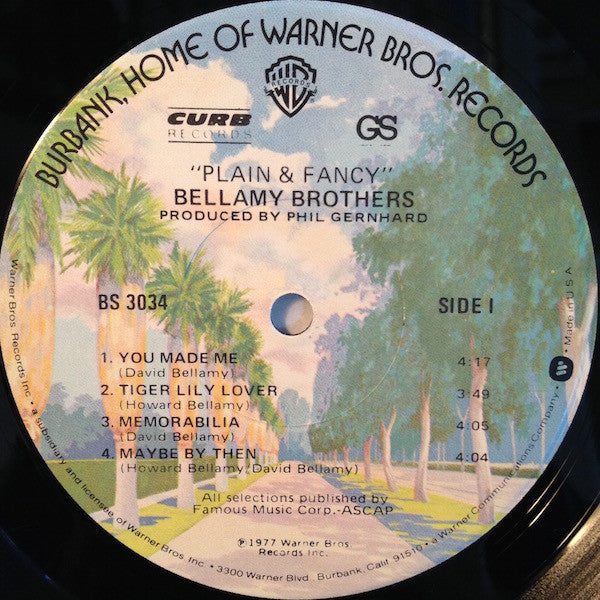 BURBANK, HOME OF WARNER BROS. RECORDS
WB
RECORDS
CURB
RECORDS
GS
"PLAIN & FANCY"
BELLAMY BROTHERS
PRODUCED BY PHIL GERNHARD
BS 3034
SIDE 1
1. YOU MADE ME 4:17
(David Bellamy)
2. TIGER LILY LOVER 3:49
(Howard Bellamy)
3. MEMORABILIA 4:05
(David Bellamy)
4. MAYBE BY THEN 4:04
(Howard Bellamy/David Bellamy)
All selections published by
Famous Music Corp.-ASCAP
℗ 1977 Warner Bros.
Records Inc.
Warner Bros. Records Inc. • a subsidiary and licensee of Warner Bros. Inc. • 3300 Warner Blvd., Burbank, Calif. 91510 • a Warner Communications Company. • Made in U S A